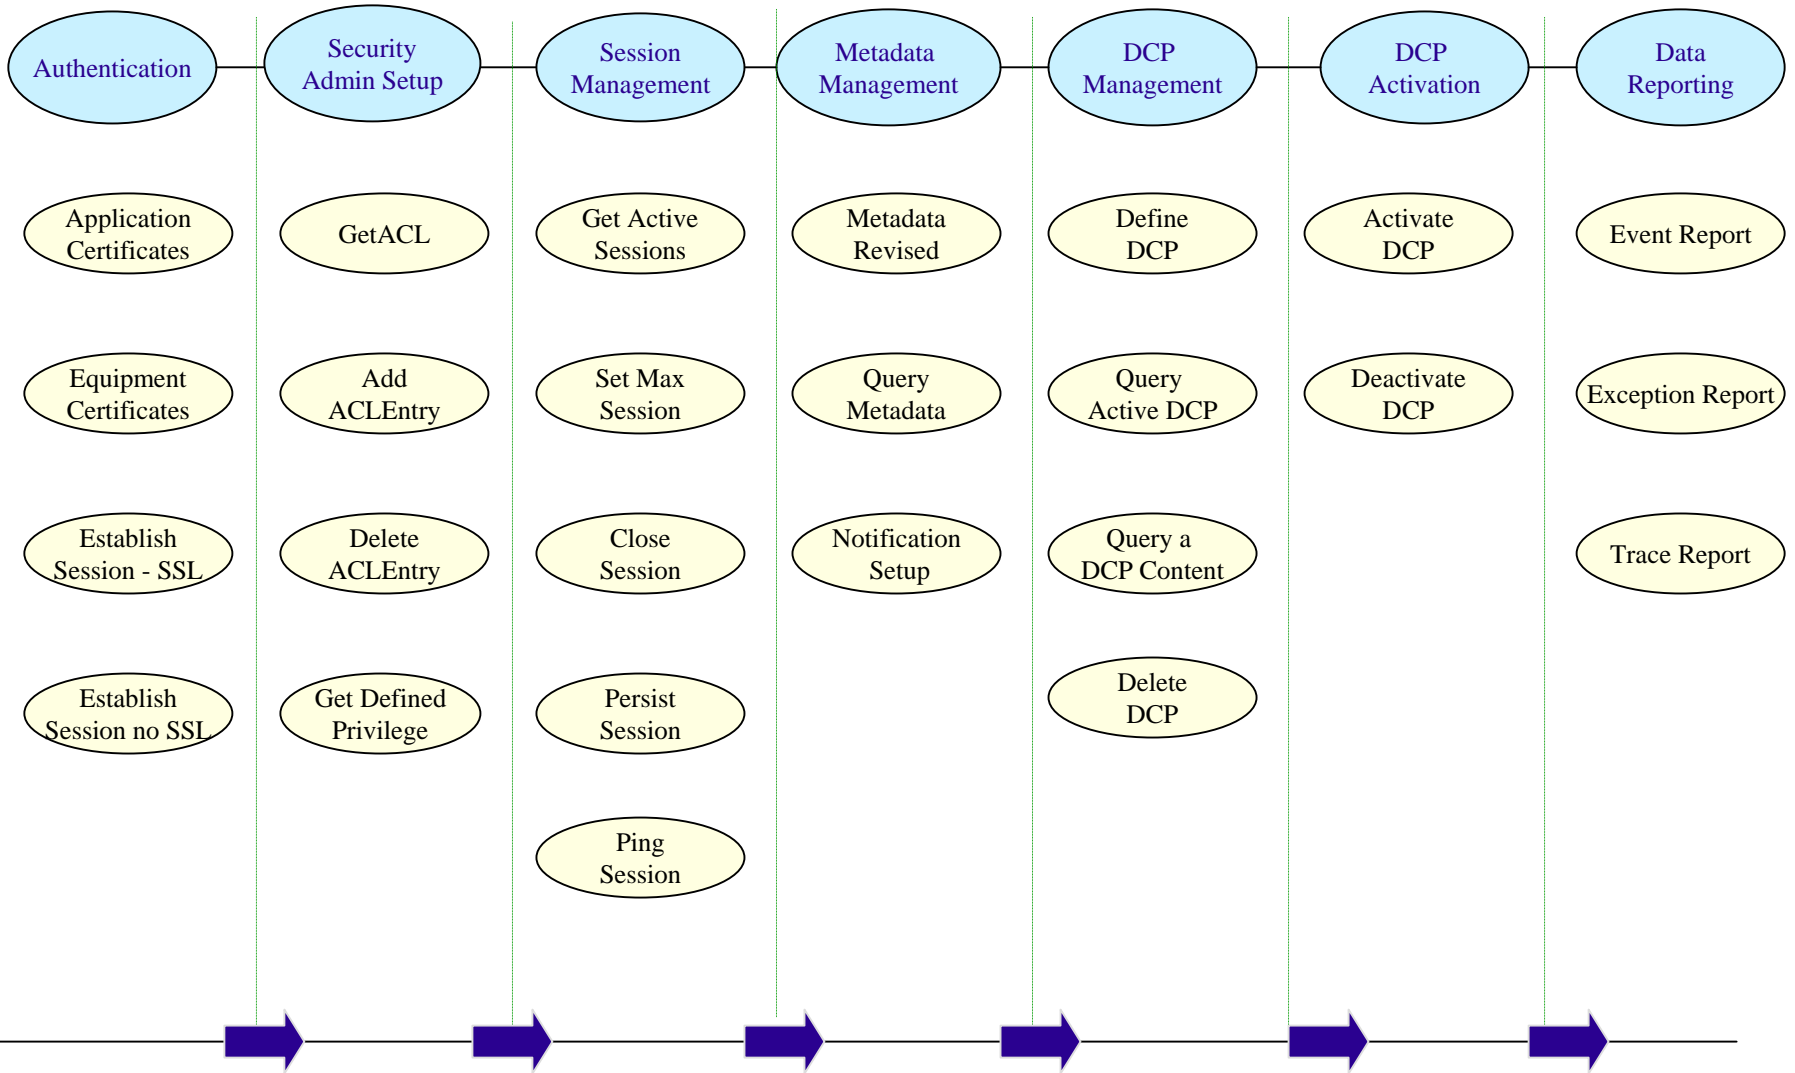 Authentication
Security
Admin Setup
Session
Management
Metadata
Management
DCP
Management
DCP
Activation
Data
Reporting
Application
Certificates
GetACL
Get Active
Sessions
Metadada
Revised
Define
DCP
Activate
DCP
Event Report
Equipment
Certificates
Add
ACLEntry
Set Max
Session
Query
Metadata
Query
Active DCP
Deactivate
DCP
Exception Report
Establish
Session - SSL
Delete
ACLEntry
Close
Session
Notification
Setup
Query a
DCP Content
Trace Report
Establish
Session no SSL
Get Defined
Privilege
Persist
Session
Delete
DCP
Ping
Session